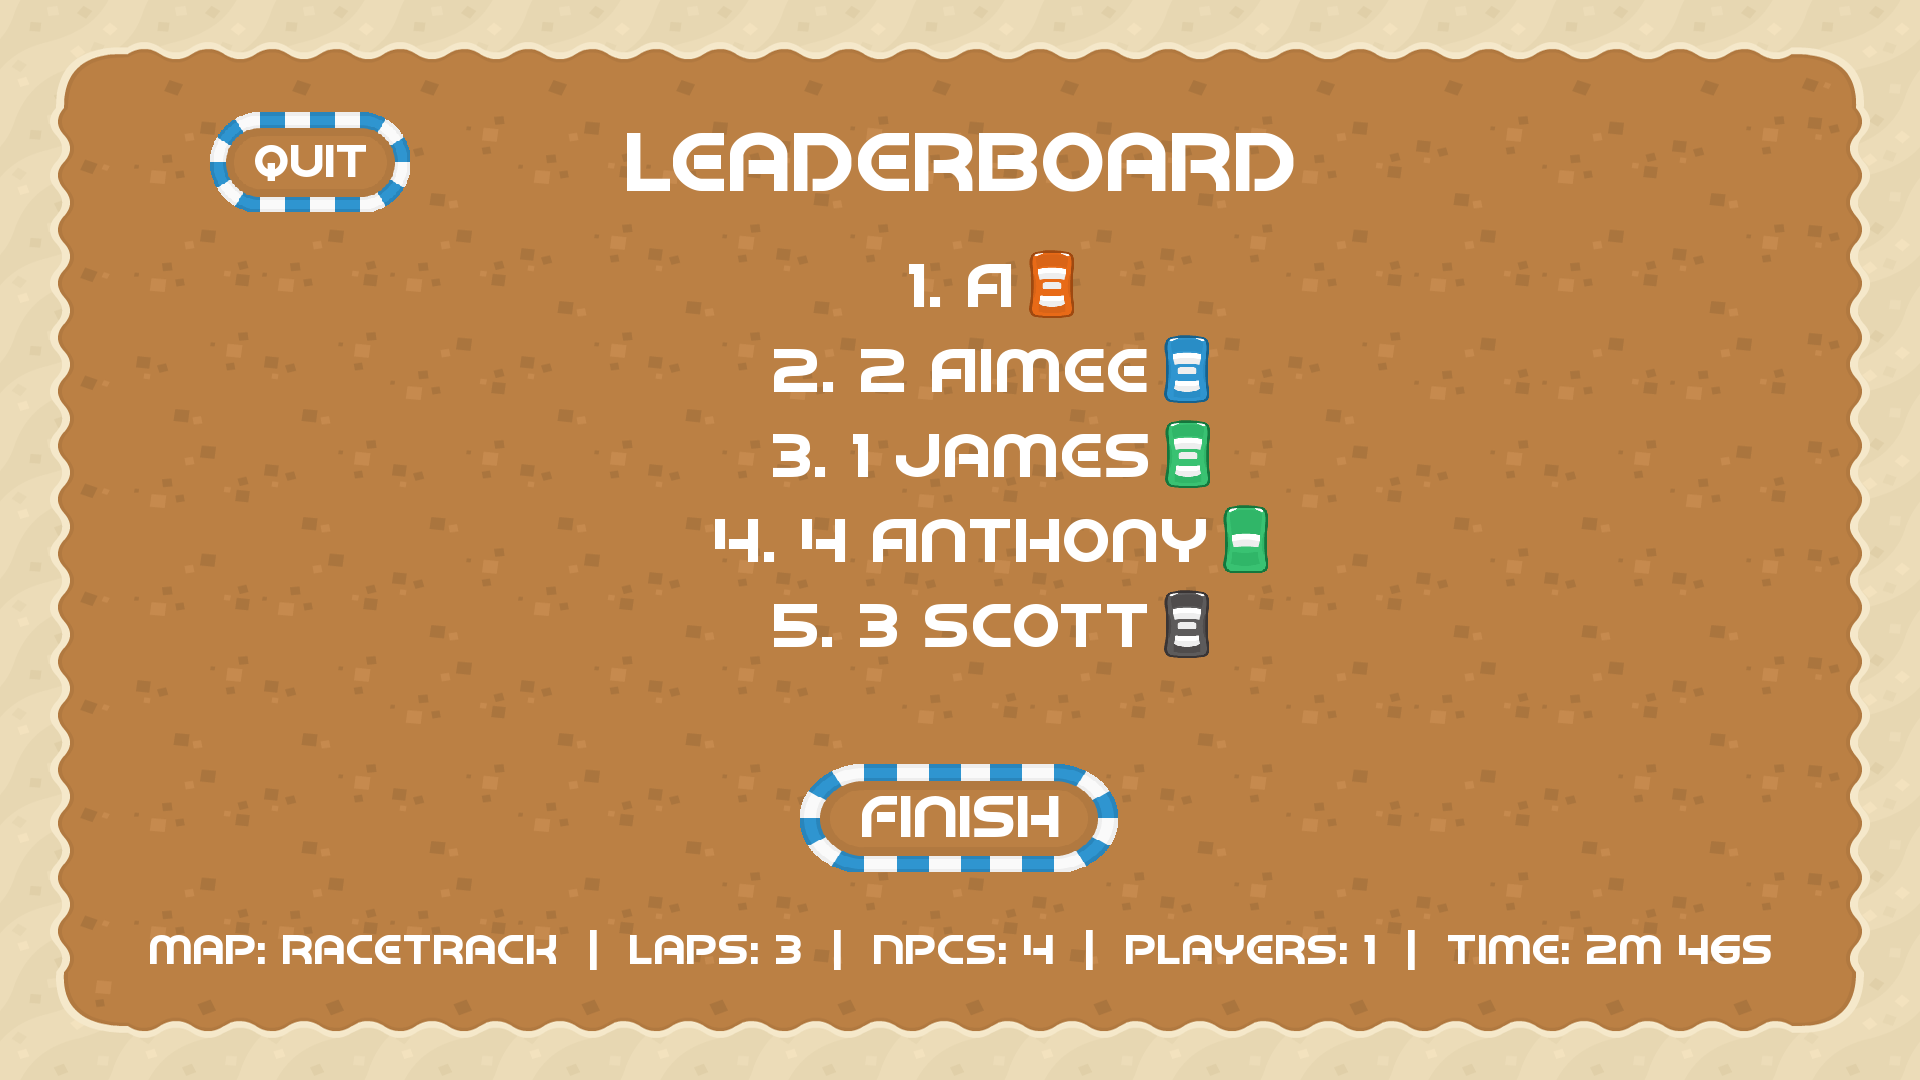 QUIT
LEADERBOARD
1. A
2. 2 AIMEE
3. 1 JAMES
4. 4 ANTHONY
5. 3 SCOTT
FINISH
MAP: RACETRACK | LAPS: 3 | NPCS: 4 | PLAYERS: 1 | TIME: 2M 46S